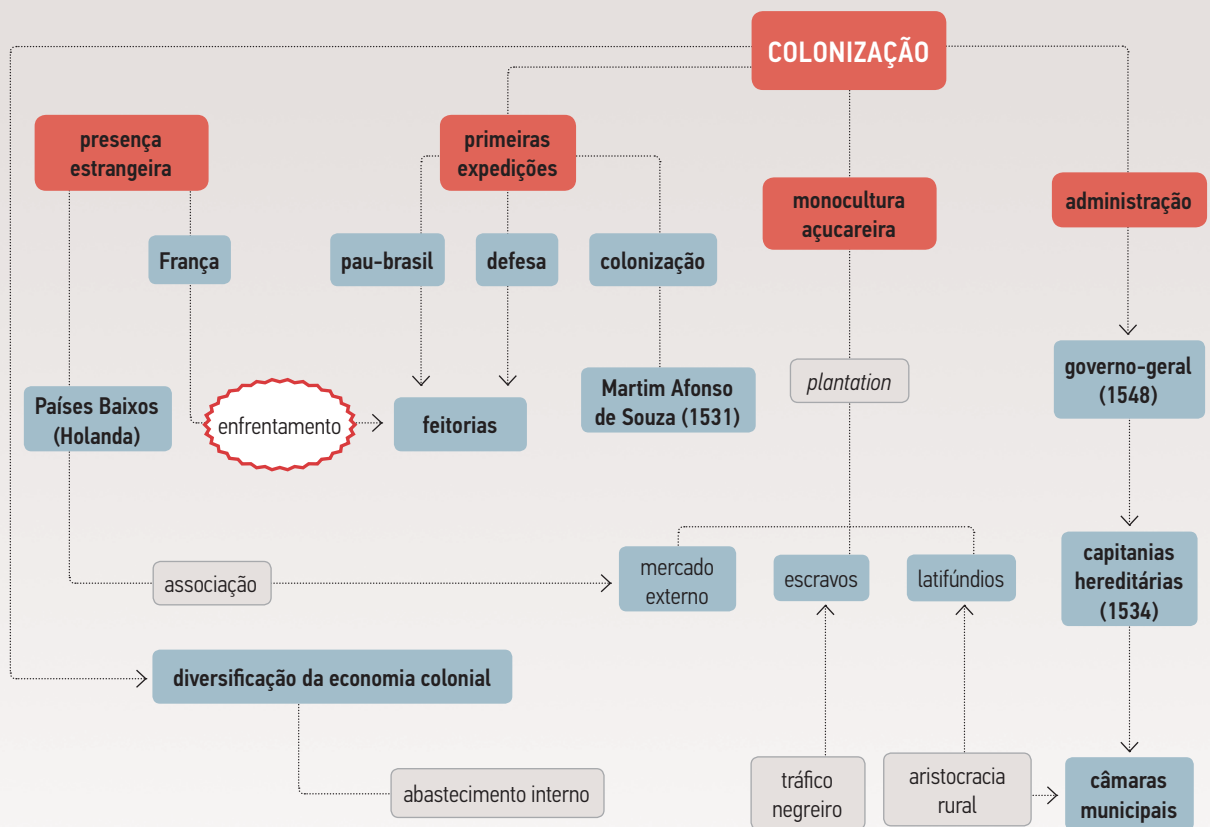 COLONIZAÇÃO
presença
estrangeira
primeiras
expedições
monocultura
açucareira
administração
França
pau-brasil
defesa
colonização
Países Baixos
(Holanda)
enfrentamento
feitorias
Martim Afonso
de Souza (1531)
plantation
governo-geral
(1548)
associação
mercado
externo
escravos
latifúndios
capitanias
hereditárias
(1534)
diversificação da economia colonial
abastecimento interno
tráfico
negreiro
aristocracia
rural
câmaras
municipais